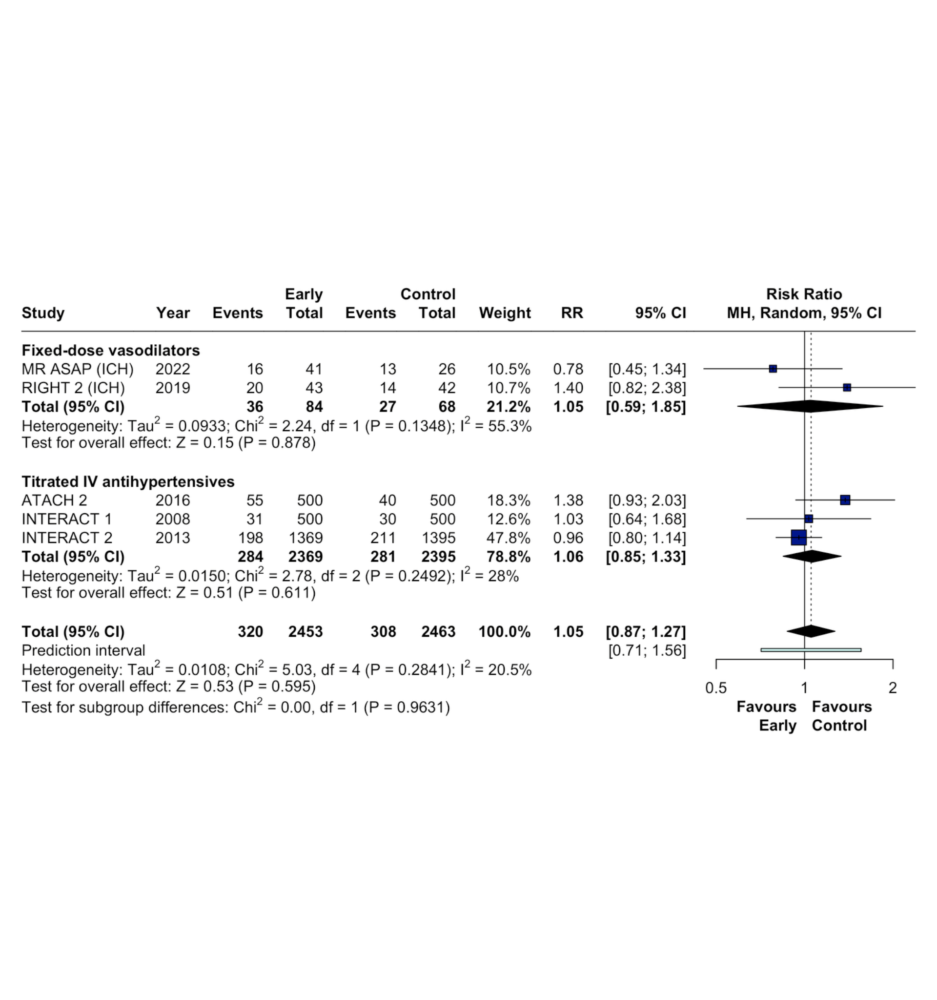 Early Control Risk Ratio
Study Year Events Total Events Total Weight RR 95% CI MH, Random, 95% CI
Fixed-dose vasodilators
MR ASAP (ICH) 2022 16 41 13 26 10.5% 0.78 [0.45; 1.34]
RIGHT 2 (ICH) 2019 20 43 14 42 10.7% 1.40 [0.82; 2.38]
Total (95% CI) 36 84 27 68 21.2% 1.05 [0.59; 1.85]
Heterogeneity: Tau² = 0.0933; Chi² = 2.24, df = 1 (P = 0.1348); I² = 55.3%
Test for overall effect: Z = 0.15 (P = 0.878)
Titrated IV antihypertensives
ATACH 2 2016 55 500 40 500 18.3% 1.38 [0.93; 2.03]
INTERACT 1 2008 31 500 30 500 12.6% 1.03 [0.64; 1.68]
INTERACT 2 2013 198 1369 211 1395 47.8% 0.96 [0.80; 1.14]
Total (95% CI) 284 2369 281 2395 78.8% 1.06 [0.85; 1.33]
Heterogeneity: Tau² = 0.0150; Chi² = 2.78, df = 2 (P = 0.2492); I² = 28%
Test for overall effect: Z = 0.51 (P = 0.611)
Total (95% CI) 320 2453 308 2463 100.0% 1.05 [0.87; 1.27]
Prediction interval [0.71; 1.56]
Heterogeneity: Tau² = 0.0108; Chi² = 5.03, df = 4 (P = 0.2841); I² = 20.5%
Test for overall effect: Z = 0.53 (P = 0.595)
0.5 1 2
Test for subgroup differences: Chi² = 0.00, df = 1 (P = 0.9631)
Favours Favours
Early Control